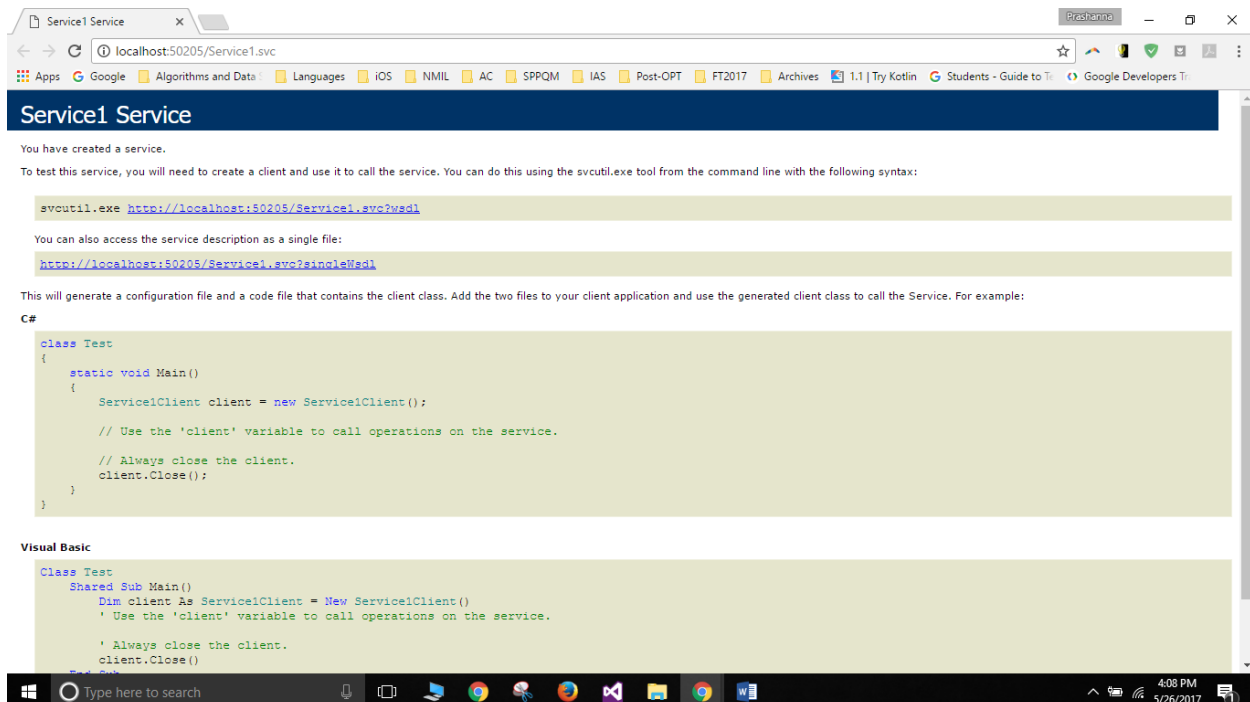 Service1 Service
Prashanna
localhost:50205/Service1.svc
Apps Google Algorithms and Data Languages iOS NMIL AC SPPQM IAS Post-OPT FT2017 Archives 1.1 | Try Kotlin Students - Guide to Te Google Developers Tr
Service1 Service
You have created a service.
To test this service, you will need to create a client and use it to call the service. You can do this using the svcutil.exe tool from the command line with the following syntax:
svcutil.exe http://localhost:50205/Service1.svc?wsdl
You can also access the service description as a single file:
http://localhost:50205/Service1.svc?singleWsdl
This will generate a configuration file and a code file that contains the client class. Add the two files to your client application and use the generated client class to call the Service. For example:
C#
class Test
{
static void Main()
{
Service1Client client = new Service1Client();
// Use the 'client' variable to call operations on the service.
// Always close the client.
client.Close();
}
}
Visual Basic
Class Test
Shared Sub Main()
Dim client As Service1Client = New Service1Client()
' Use the 'client' variable to call operations on the service.
' Always close the client.
client.Close()
End Sub
Type here to search
4:08 PM
5/26/2017